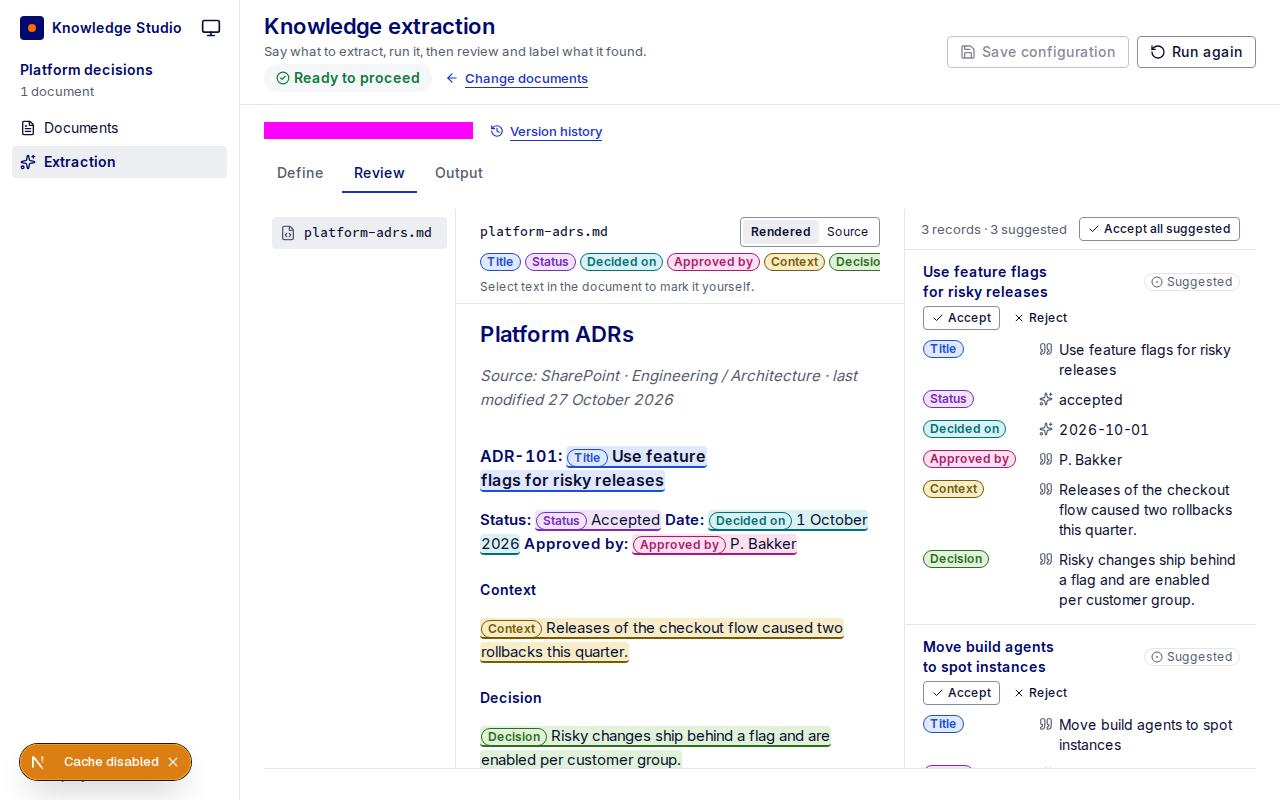 Knowledge Studio
Platform decisions
1 document
Documents
Extraction
Cache disabled
Knowledge extraction
Say what to extract, run it, then review and label what it found.
Ready to proceed
Change documents
Save configuration
Run again
Version history
Define
Review
Output
platform-adrs.md
platform-adrs.md
Rendered
Source
Title Status Decided on Approved by Context Decisio
Select text in the document to mark it yourself.
Platform ADRs
Source: SharePoint · Engineering / Architecture · last
modified 27 October 2026
ADR-101: Title Use feature
flags for risky releases
Status: Status Accepted Date: Decided on 1 October
2026 Approved by: Approved by P. Bakker
Context
Context Releases of the checkout flow caused two
rollbacks this quarter.
Decision
Decision Risky changes ship behind a flag and are
enabled per customer group.
3 records · 3 suggested
Accept all suggested
Use feature flags
for risky releases
Suggested
Accept
Reject
Title Use feature flags for risky
releases
Status accepted
Decided on 2026-10-01
Approved by P. Bakker
Context Releases of the checkout
flow caused two rollbacks
this quarter.
Decision Risky changes ship behind
a flag and are enabled
per customer group.
Move build agents
to spot instances
Suggested
Accept
Reject
Title Move build agents to spot
instances